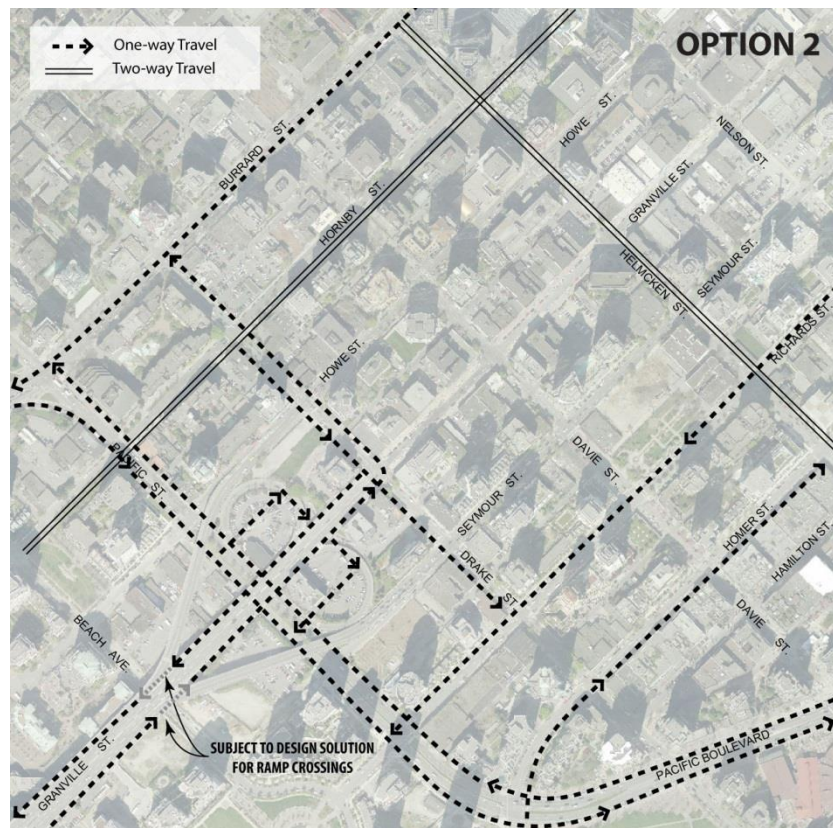 One-way Travel
Two-way Travel
OPTION 2
BURRARD ST.
HORNBY ST.
HOWE ST.
NELSON ST.
GRANVILLE ST.
SEYMOUR ST.
HELMCKEN ST.
RICHARDS ST.
HOWE ST.
PACIFIC ST.
SEYMOUR ST.
DAVIE ST.
DRAKE ST.
HOMER ST.
HAMILTON ST.
DAVIE ST.
BEACH AVE.
SUBJECT TO DESIGN SOLUTION
FOR RAMP CROSSINGS
GRANVILLE ST.
PACIFIC BOULEVARD